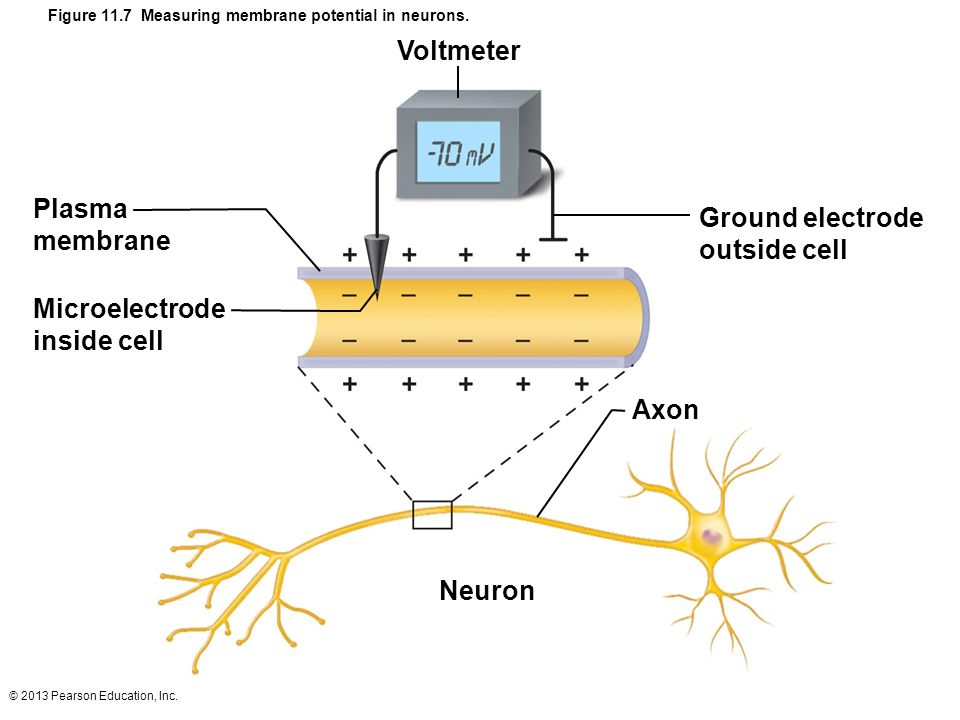 Figure 11.7 Measuring membrane potential in neurons.
Voltmeter
-70 mV
Plasma
membrane
Ground electrode
outside cell
+ + + + +
– – – – –
Microelectrode
inside cell
– – – – –
+ + + + +
Axon
Neuron
© 2013 Pearson Education, Inc.